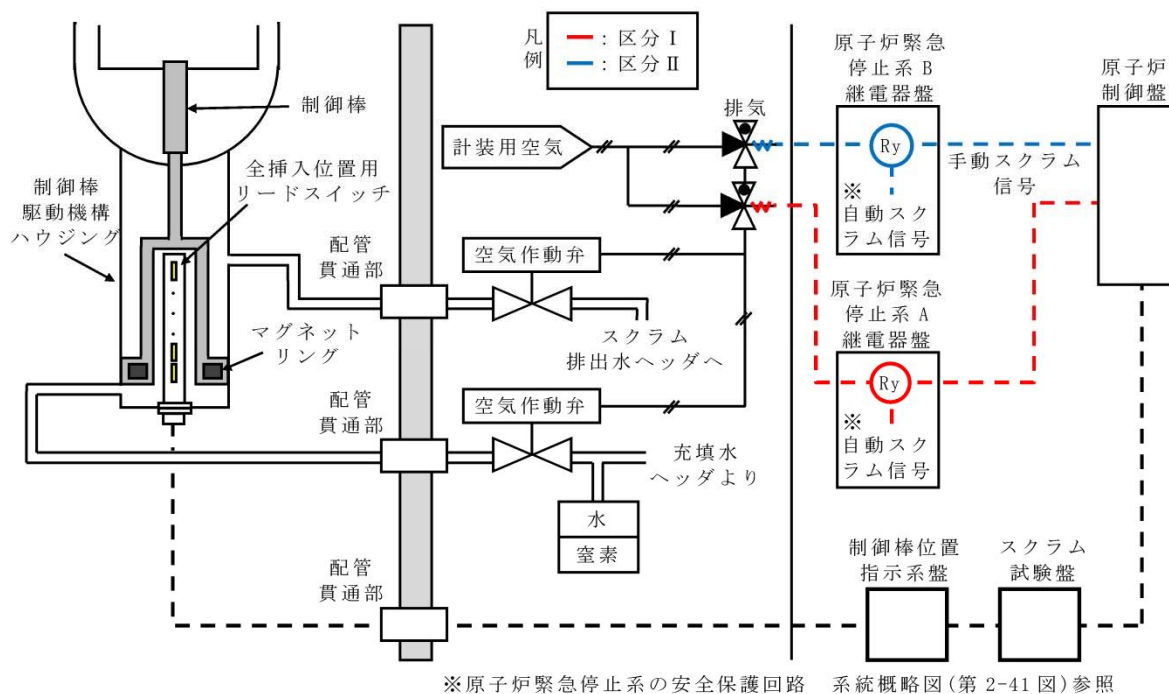 凡例
━ : 区分Ⅰ
━ : 区分Ⅱ
原子炉緊急
停止系B
継電器盤
原子炉
制御盤
制御棒
排気
計装用空気
Ry
手動スクラム
信号
※
自動スク
ラム信号
全挿入位置用
リードスイッチ
制御棒
駆動機構
ハウジング
配管
貫通部
空気作動弁
原子炉緊急
停止系A
継電器盤
スクラム
排出水ヘッダへ
マグネット
リング
Ry
※
自動スク
ラム信号
配管
貫通部
空気作動弁
充填水
ヘッダより
水
窒素
配管
貫通部
制御棒位置
指示系盤
スクラム
試験盤
※原子炉緊急停止系の安全保護回路 系統概略図(第2-41図)参照